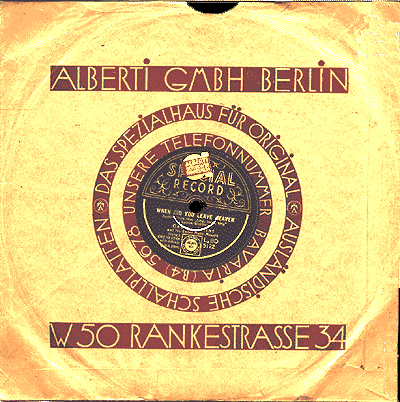 ALBERTI GMBH BERLIN
DAS SPEZIALHAUS FÜR ORIGINAL
AUSLÄNDISCHE SCHALLPLATTEN
UNSERE TELEFONNUMMER BAVARIA (B4) 5676
SPECIAL
RECORD
WHEN DID YOU LEAVE HEAVEN
W 50 RANKESTRASSE 34